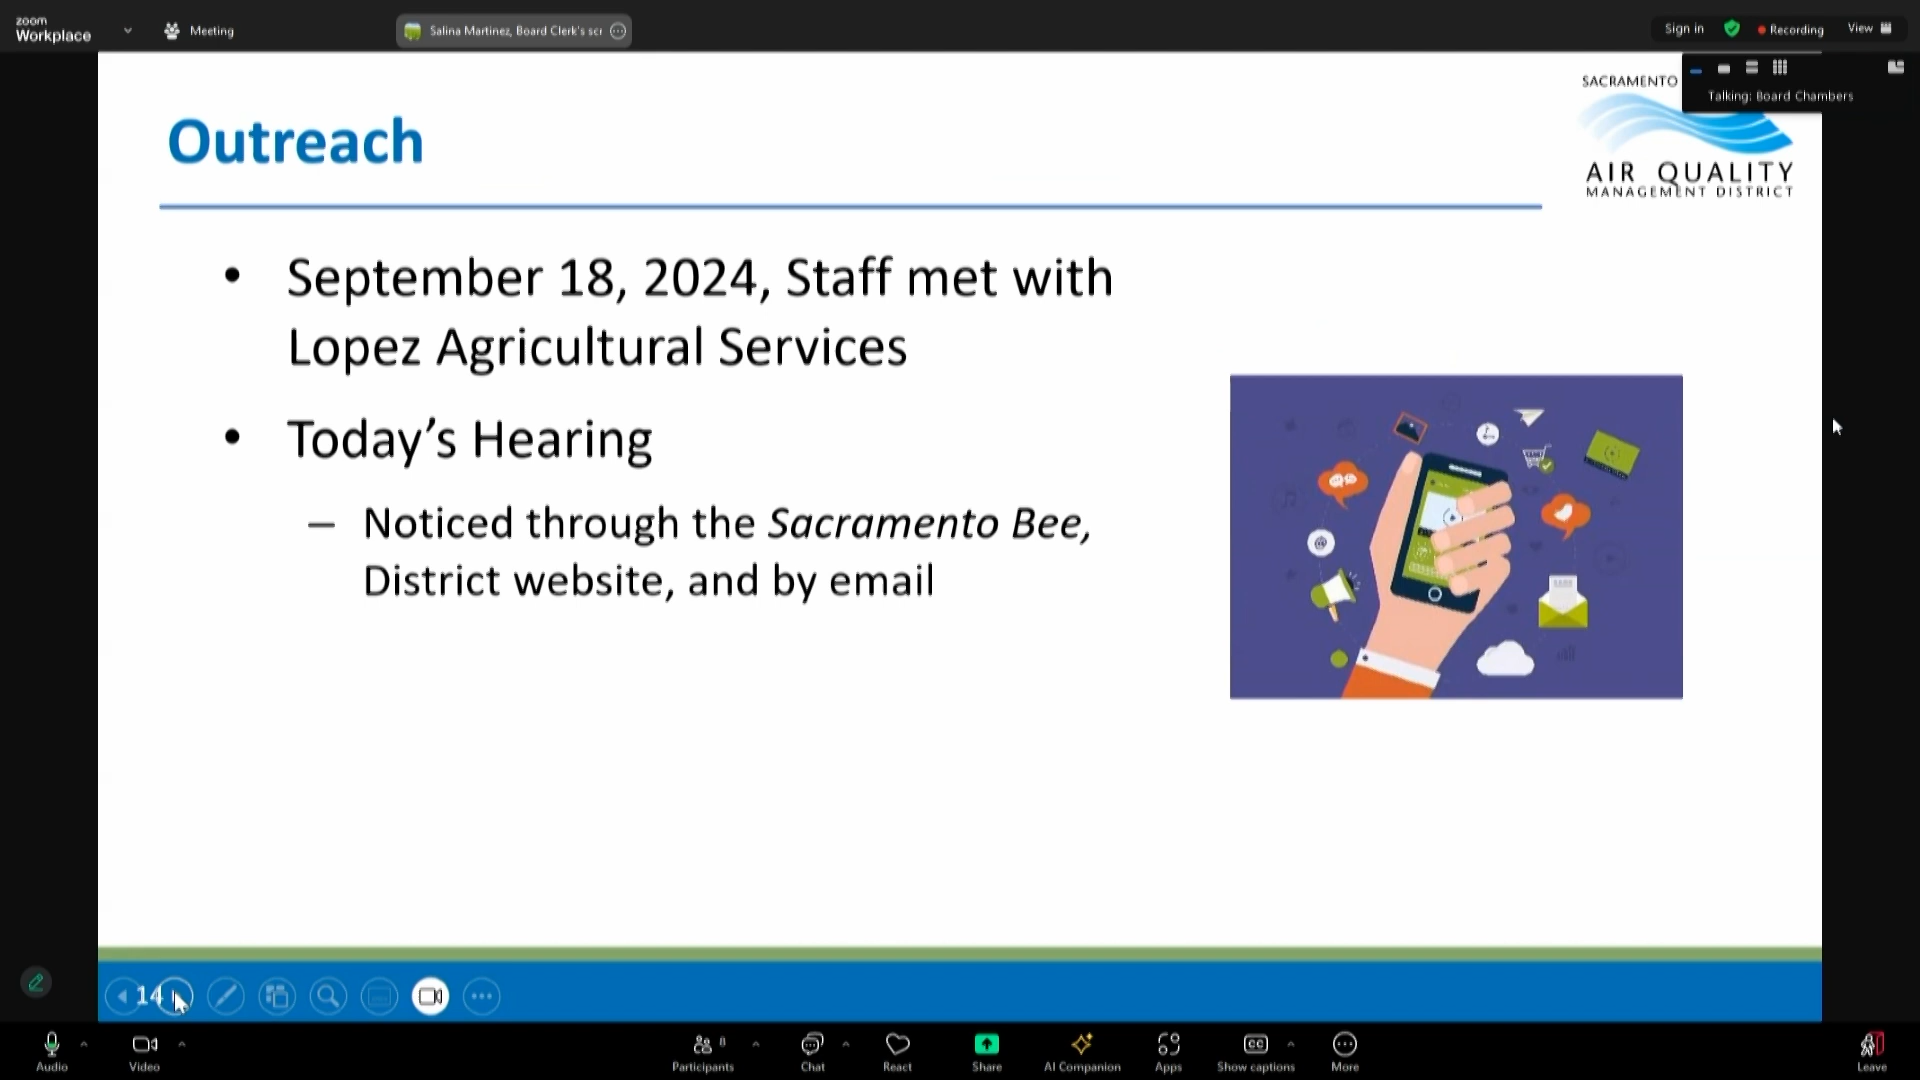 zoom
Workplace
Meeting
Salina Martinez, Board Clerk's scr
Sign in
Recording
View
Talking: Board Chambers
SACRAMENTO
AIR QUALITY
MANAGEMENT DISTRICT
Outreach
• September 18, 2024, Staff met with
Lopez Agricultural Services
• Today’s Hearing
– Noticed through the Sacramento Bee,
District website, and by email
14
Audio
Video
8
Participants
Chat
React
Share
AI Companion
Apps
CC
Show captions
More
Leave